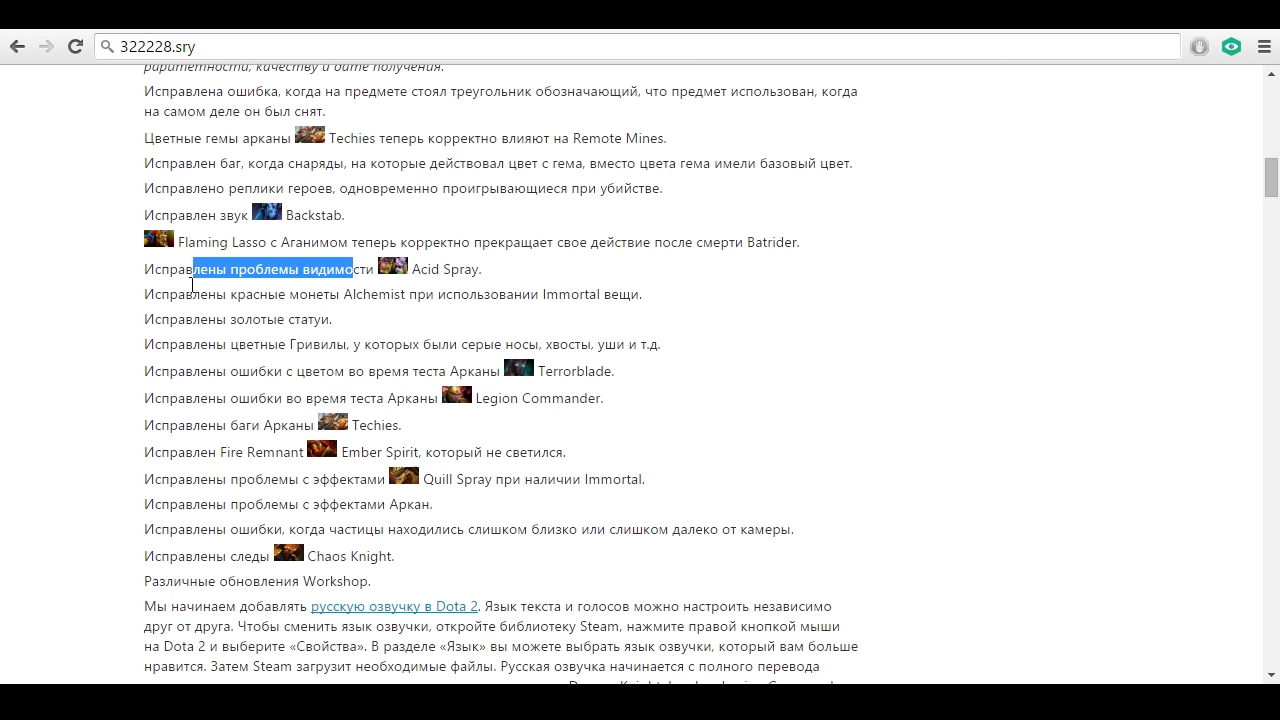 322228.sry
раритетности, качеству и дате получения.
Исправлена ошибка, когда на предмете стоял треугольник обозначающий, что предмет использован, когда
на самом деле он был снят.
Цветные гемы арканы Techies теперь корректно влияют на Remote Mines.
Исправлен баг, когда снаряды, на которые действовал цвет с гема, вместо цвета гема имели базовый цвет.
Исправлено реплики героев, одновременно проигрывающиеся при убийстве.
Исправлен звук Backstab.
Flaming Lasso с Аганимом теперь корректно прекращает свое действие после смерти Batrider.
Исправлены проблемы видимости Acid Spray.
Исправлены красные монеты Alchemist при использовании Immortal вещи.
Исправлены золотые статуи.
Исправлены цветные Гривилы, у которых были серые носы, хвосты, уши и т.д.
Исправлены ошибки с цветом во время теста Арканы Terrorblade.
Исправлены ошибки во время теста Арканы Legion Commander.
Исправлены баги Арканы Techies.
Исправлен Fire Remnant Ember Spirit, который не светился.
Исправлены проблемы с эффектами Quill Spray при наличии Immortal.
Исправлены проблемы с эффектами Аркан.
Исправлены ошибки, когда частицы находились слишком близко или слишком далеко от камеры.
Исправлены следы Chaos Knight.
Различные обновления Workshop.
Мы начинаем добавлять русскую озвучку в Dota 2. Язык текста и голосов можно настроить независимо
друг от друга. Чтобы сменить язык озвучки, откройте библиотеку Steam, нажмите правой кнопкой мыши
на Dota 2 и выберите «Свойства». В разделе «Язык» вы можете выбрать язык озвучки, который вам больше
нравится. Затем Steam загрузит необходимые файлы. Русская озвучка начинается с полного перевода